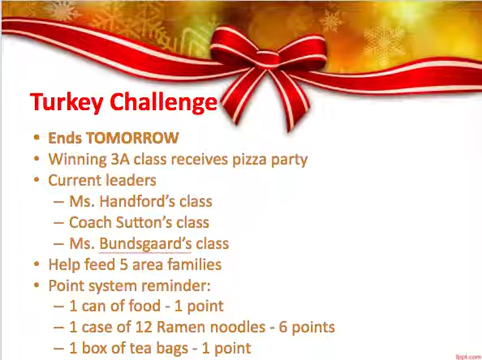 Turkey Challenge
• Ends TOMORROW
• Winning 3A class receives pizza party
• Current leaders
– Ms. Handford's class
– Coach Sutton's class
– Ms. Bundsgaard's class
• Help feed 5 area families
• Point system reminder:
– 1 can of food - 1 point
– 1 case of 12 Ramen noodles - 6 points
– 1 box of tea bags - 1 point
fppt.com